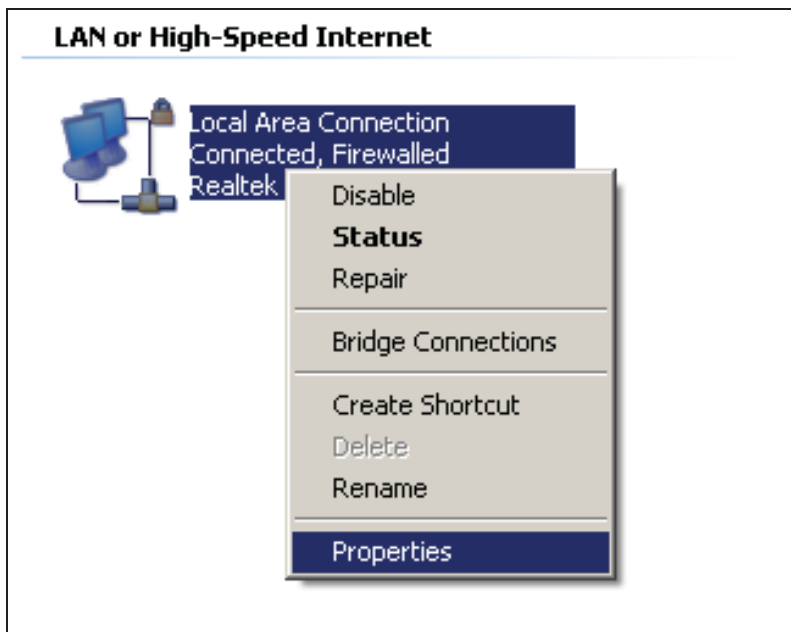 LAN or High-Speed Internet
Local Area Connection
Connected, Firewalled
Realtek
Disable
Status
Repair
Bridge Connections
Create Shortcut
Delete
Rename
Properties